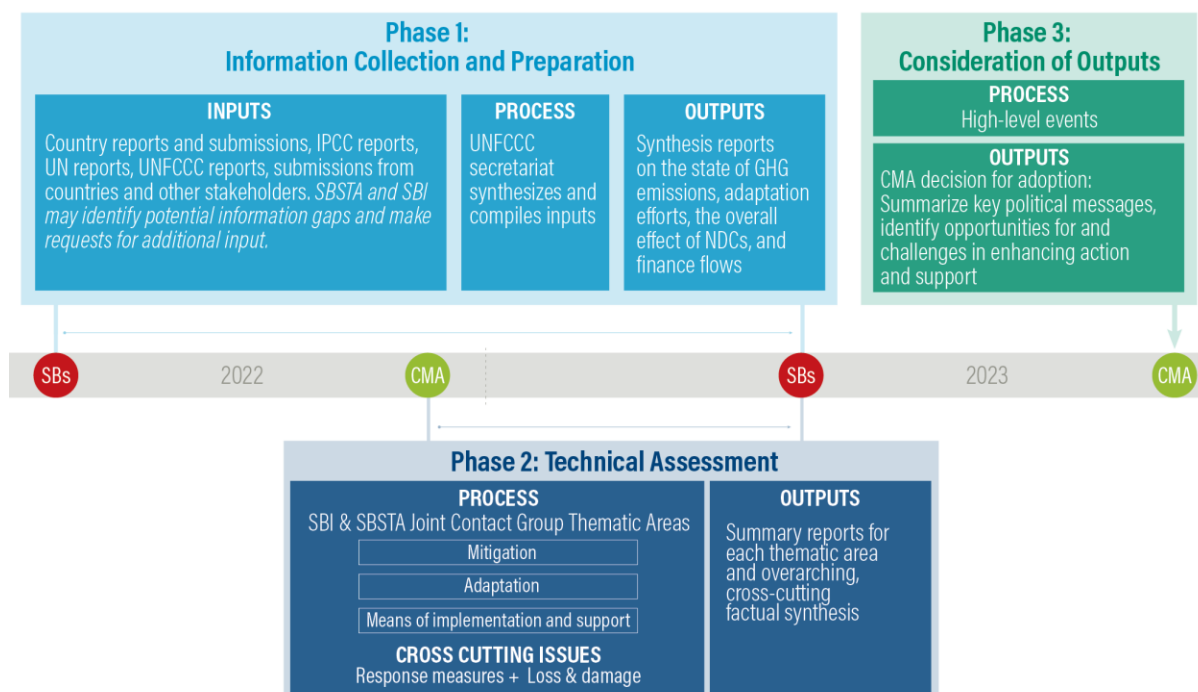 Phase 1:
Information Collection and Preparation
INPUTS
Country reports and submissions, IPCC reports,
UN reports, UNFCCC reports, submissions from
countries and other stakeholders. SBSTA and SBI
may identify potential information gaps and make
requests for additional input.
PROCESS
UNFCCC
secretariat
synthesizes and
compiles inputs
OUTPUTS
Synthesis reports
on the state of GHG
emissions, adaptation
efforts, the overall
effect of NDCs, and
finance flows
Phase 3:
Consideration of Outputs
PROCESS
High-level events
OUTPUTS
CMA decision for adoption:
Summarize key political messages,
identify opportunities for and
challenges in enhancing action
and support
SBs
2022
CMA
SBs
2023
CMA
Phase 2: Technical Assessment
PROCESS
SBI & SBSTA Joint Contact Group Thematic Areas
Mitigation
Adaptation
Means of implementation and support
CROSS CUTTING ISSUES
Response measures + Loss & damage
OUTPUTS
Summary reports for
each thematic area
and overarching,
cross-cutting
factual synthesis